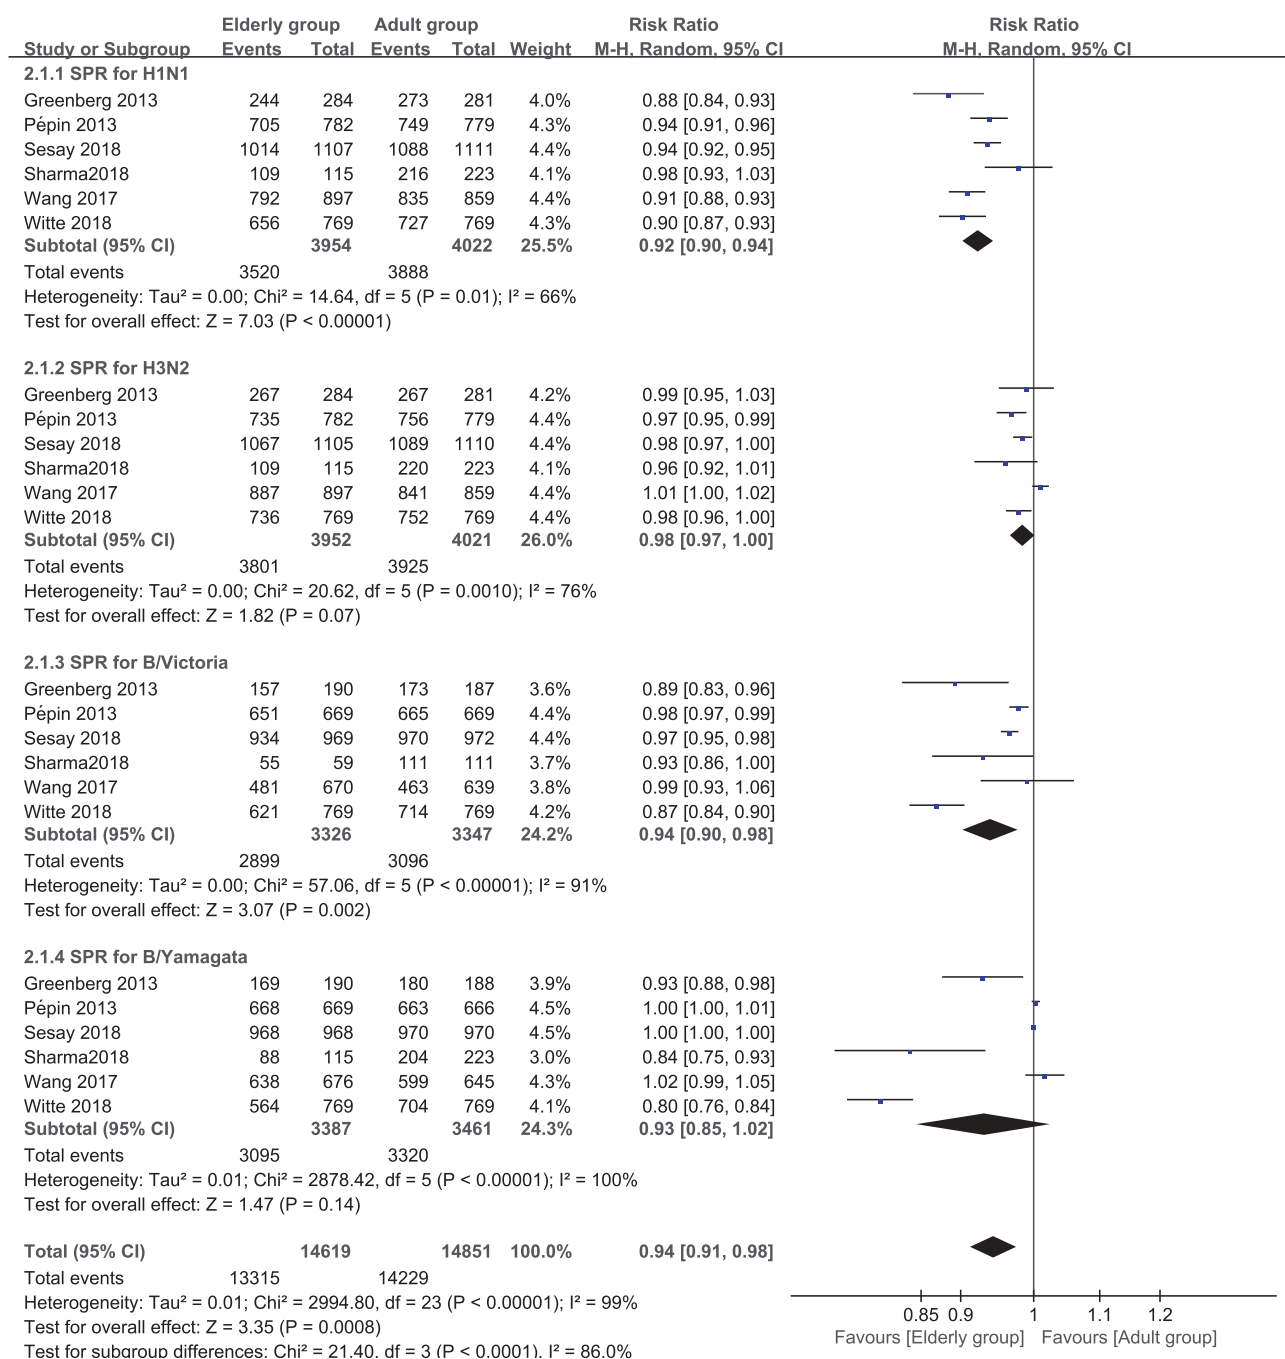 Elderly group Adult group Risk Ratio Risk Ratio
Study or Subgroup Events Total Events Total Weight M-H, Random, 95% CI M-H, Random, 95% CI
2.1.1 SPR for H1N1
Greenberg 2013 244 284 273 281 4.0% 0.88 [0.84, 0.93]
Pépin 2013 705 782 749 779 4.3% 0.94 [0.91, 0.96]
Sesay 2018 1014 1107 1088 1111 4.4% 0.94 [0.92, 0.95]
Sharma2018 109 115 216 223 4.1% 0.98 [0.93, 1.03]
Wang 2017 792 897 835 859 4.4% 0.91 [0.88, 0.93]
Witte 2018 656 769 727 769 4.3% 0.90 [0.87, 0.93]
Subtotal (95% CI) 3954 4022 25.5% 0.92 [0.90, 0.94]
Total events 3520 3888
Heterogeneity: Tau² = 0.00; Chi² = 14.64, df = 5 (P = 0.01); I² = 66%
Test for overall effect: Z = 7.03 (P < 0.00001)
2.1.2 SPR for H3N2
Greenberg 2013 267 284 267 281 4.2% 0.99 [0.95, 1.03]
Pépin 2013 735 782 756 779 4.4% 0.97 [0.95, 0.99]
Sesay 2018 1067 1105 1089 1110 4.4% 0.98 [0.97, 1.00]
Sharma2018 109 115 220 223 4.1% 0.96 [0.92, 1.01]
Wang 2017 887 897 841 859 4.4% 1.01 [1.00, 1.02]
Witte 2018 736 769 752 769 4.4% 0.98 [0.96, 1.00]
Subtotal (95% CI) 3952 4021 26.0% 0.98 [0.97, 1.00]
Total events 3801 3925
Heterogeneity: Tau² = 0.00; Chi² = 20.62, df = 5 (P = 0.0010); I² = 76%
Test for overall effect: Z = 1.82 (P = 0.07)
2.1.3 SPR for B/Victoria
Greenberg 2013 157 190 173 187 3.6% 0.89 [0.83, 0.96]
Pépin 2013 651 669 665 669 4.4% 0.98 [0.97, 0.99]
Sesay 2018 934 969 970 972 4.4% 0.97 [0.95, 0.98]
Sharma2018 55 59 111 111 3.7% 0.93 [0.86, 1.00]
Wang 2017 481 670 463 639 3.8% 0.99 [0.93, 1.06]
Witte 2018 621 769 714 769 4.2% 0.87 [0.84, 0.90]
Subtotal (95% CI) 3326 3347 24.2% 0.94 [0.90, 0.98]
Total events 2899 3096
Heterogeneity: Tau² = 0.00; Chi² = 57.06, df = 5 (P < 0.00001); I² = 91%
Test for overall effect: Z = 3.07 (P = 0.002)
2.1.4 SPR for B/Yamagata
Greenberg 2013 169 190 180 188 3.9% 0.93 [0.88, 0.98]
Pépin 2013 668 669 663 666 4.5% 1.00 [1.00, 1.01]
Sesay 2018 968 968 970 970 4.5% 1.00 [1.00, 1.00]
Sharma2018 88 115 204 223 3.0% 0.84 [0.75, 0.93]
Wang 2017 638 676 599 645 4.3% 1.02 [0.99, 1.05]
Witte 2018 564 769 704 769 4.1% 0.80 [0.76, 0.84]
Subtotal (95% CI) 3387 3461 24.3% 0.93 [0.85, 1.02]
Total events 3095 3320
Heterogeneity: Tau² = 0.01; Chi² = 2878.42, df = 5 (P < 0.00001); I² = 100%
Test for overall effect: Z = 1.47 (P = 0.14)
Total (95% CI) 14619 14851 100.0% 0.94 [0.91, 0.98]
Total events 13315 14229
Heterogeneity: Tau² = 0.01; Chi² = 2994.80, df = 23 (P < 0.00001); I² = 99%
Test for overall effect: Z = 3.35 (P = 0.0008)
Test for subgroup differences: Chi² = 21.40, df = 3 (P < 0.0001), I² = 86.0%
0.85 0.9 1 1.1 1.2
Favours [Elderly group] Favours [Adult group]